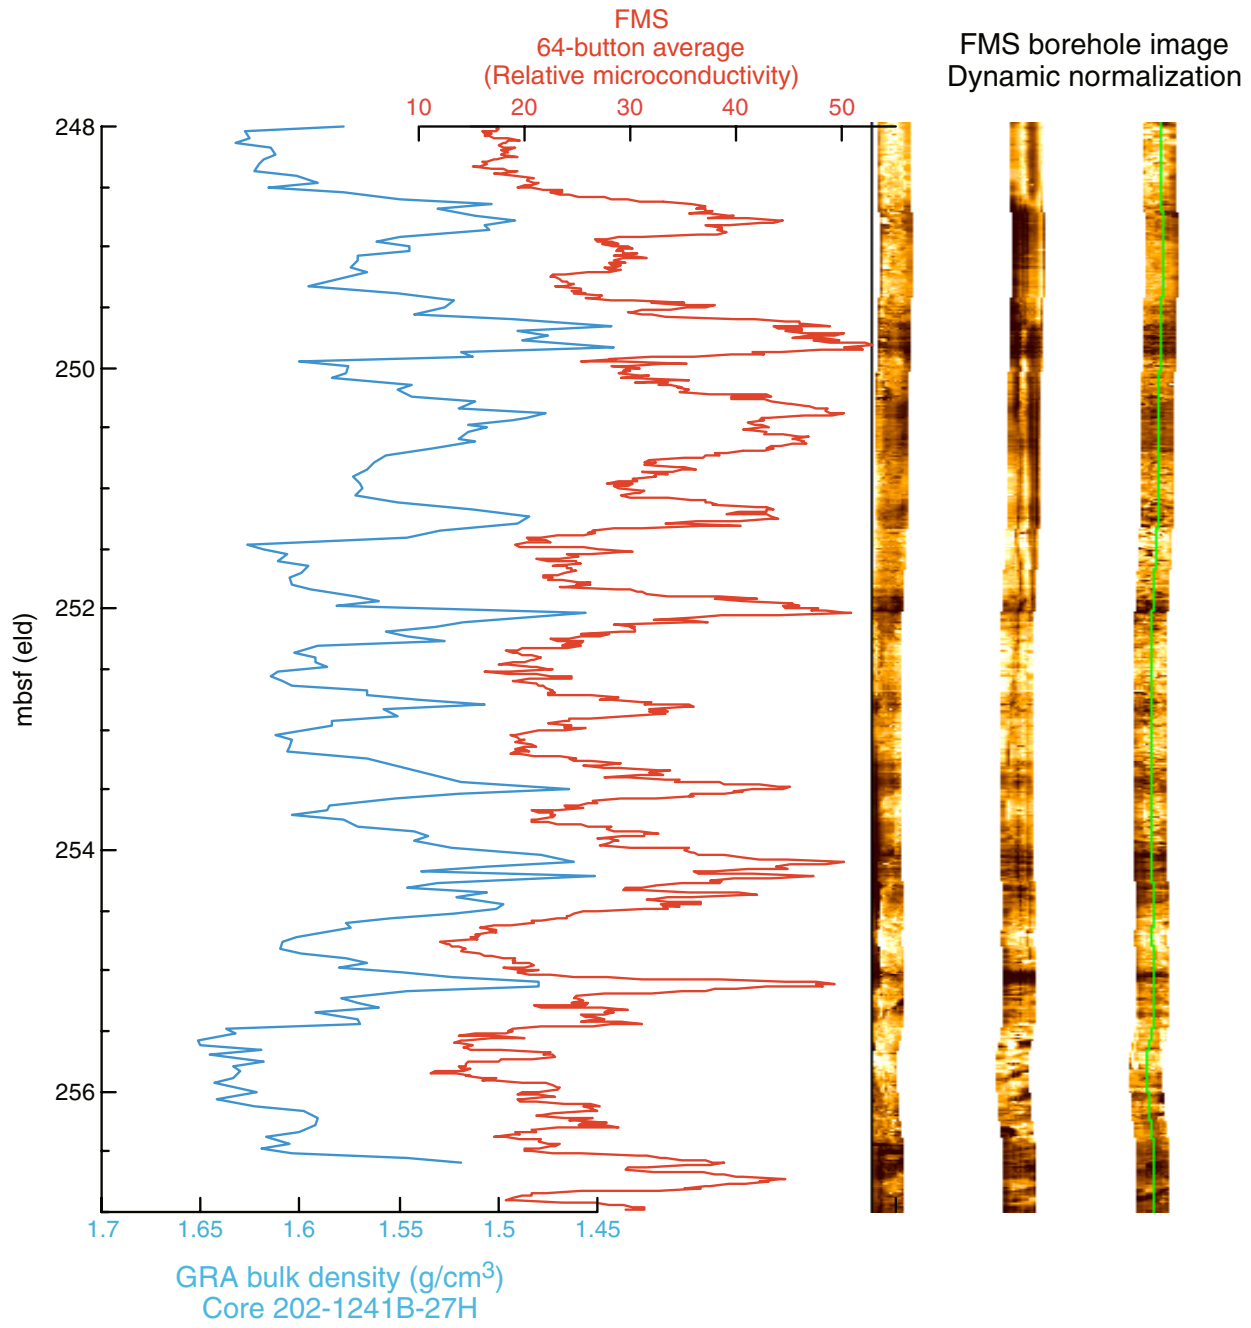 FMS
64-button average
(Relative microconductivity)
FMS borehole image
Dynamic normalization
10 20 30 40 50
248
250
252
254
256
mbsf (eld)
1.7 1.65 1.6 1.55 1.5 1.45
GRA bulk density (g/cm³)
Core 202-1241B-27H